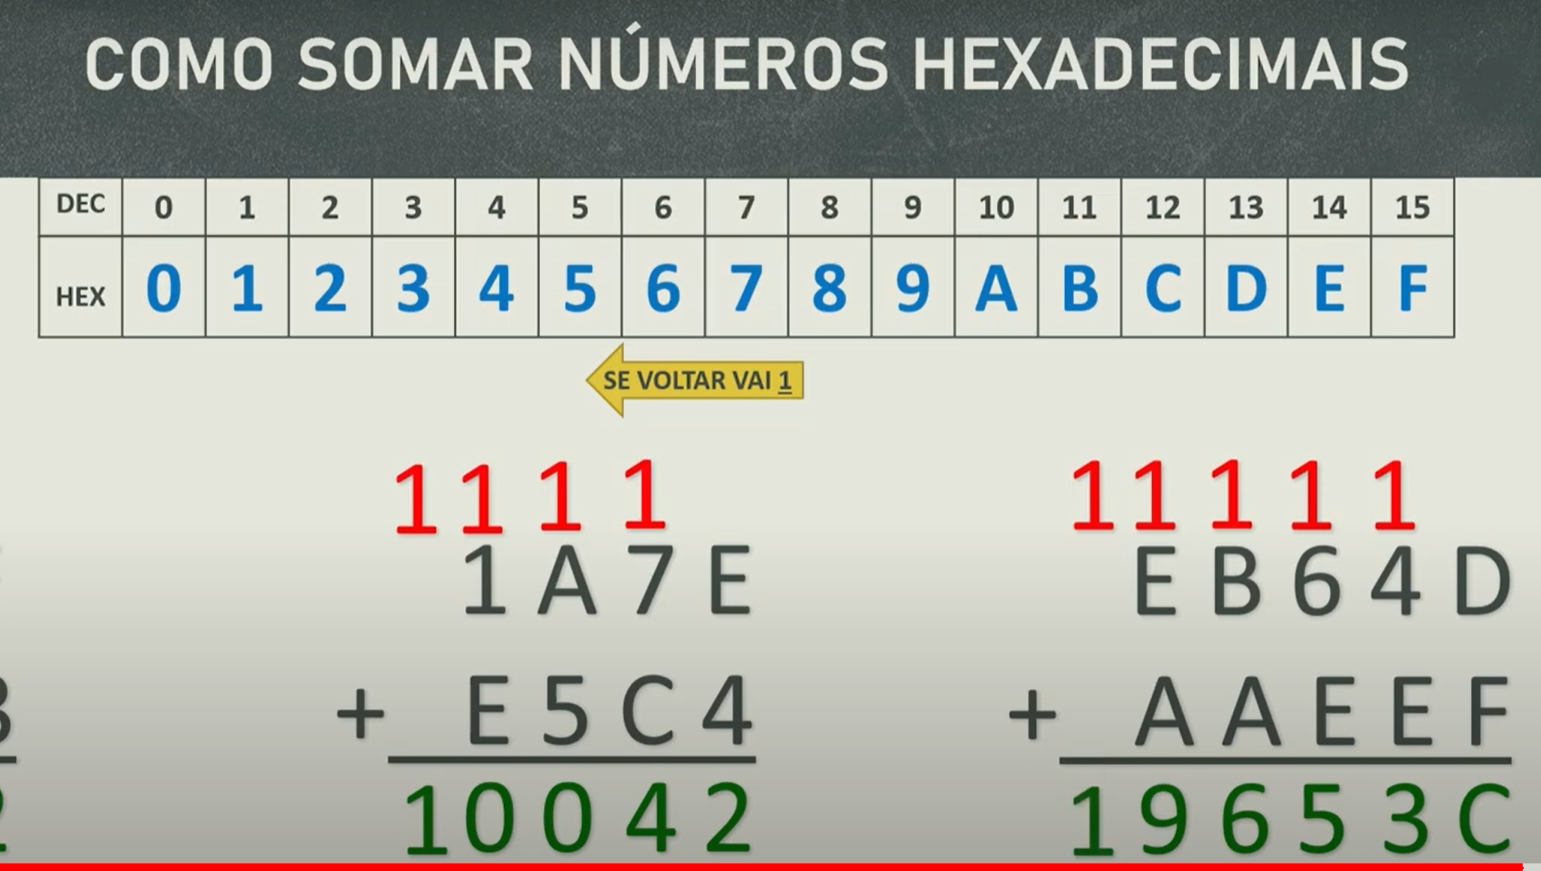 COMO SOMAR NÚMEROS HEXADECIMAIS
DEC 0 1 2 3 4 5 6 7 8 9 10 11 12 13 14 15
HEX 0 1 2 3 4 5 6 7 8 9 A B C D E F
SE VOLTAR VAI 1
1 1 1 1
1 A 7 E
+ E 5 C 4
1 0 0 4 2
1 1 1 1 1
E B 6 4 D
+ A A E E F
1 9 6 5 3 C